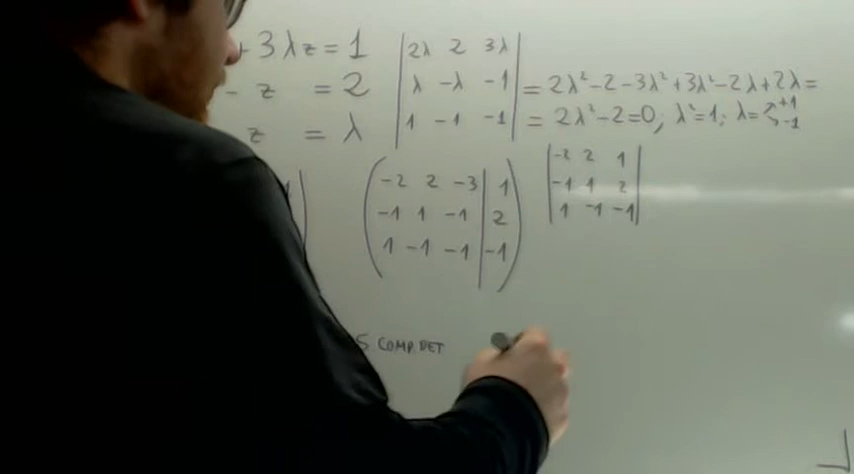 + 3λz = 1
- z = 2
z = λ
|2λ 2 3λ|
|λ -λ -1| = 2λ²-2-3λ²+3λ²-2λ+2λ=
|1 -1 -1| = 2λ²-2=0; λ²=1; λ= +1 -1
(-2 2 -3 | 1)
(-1 1 -1 | 2)
(1 -1 -1 | -1)
|-2 2 1|
|-1 1 2|
|1 -1 -1|
S COMP DET